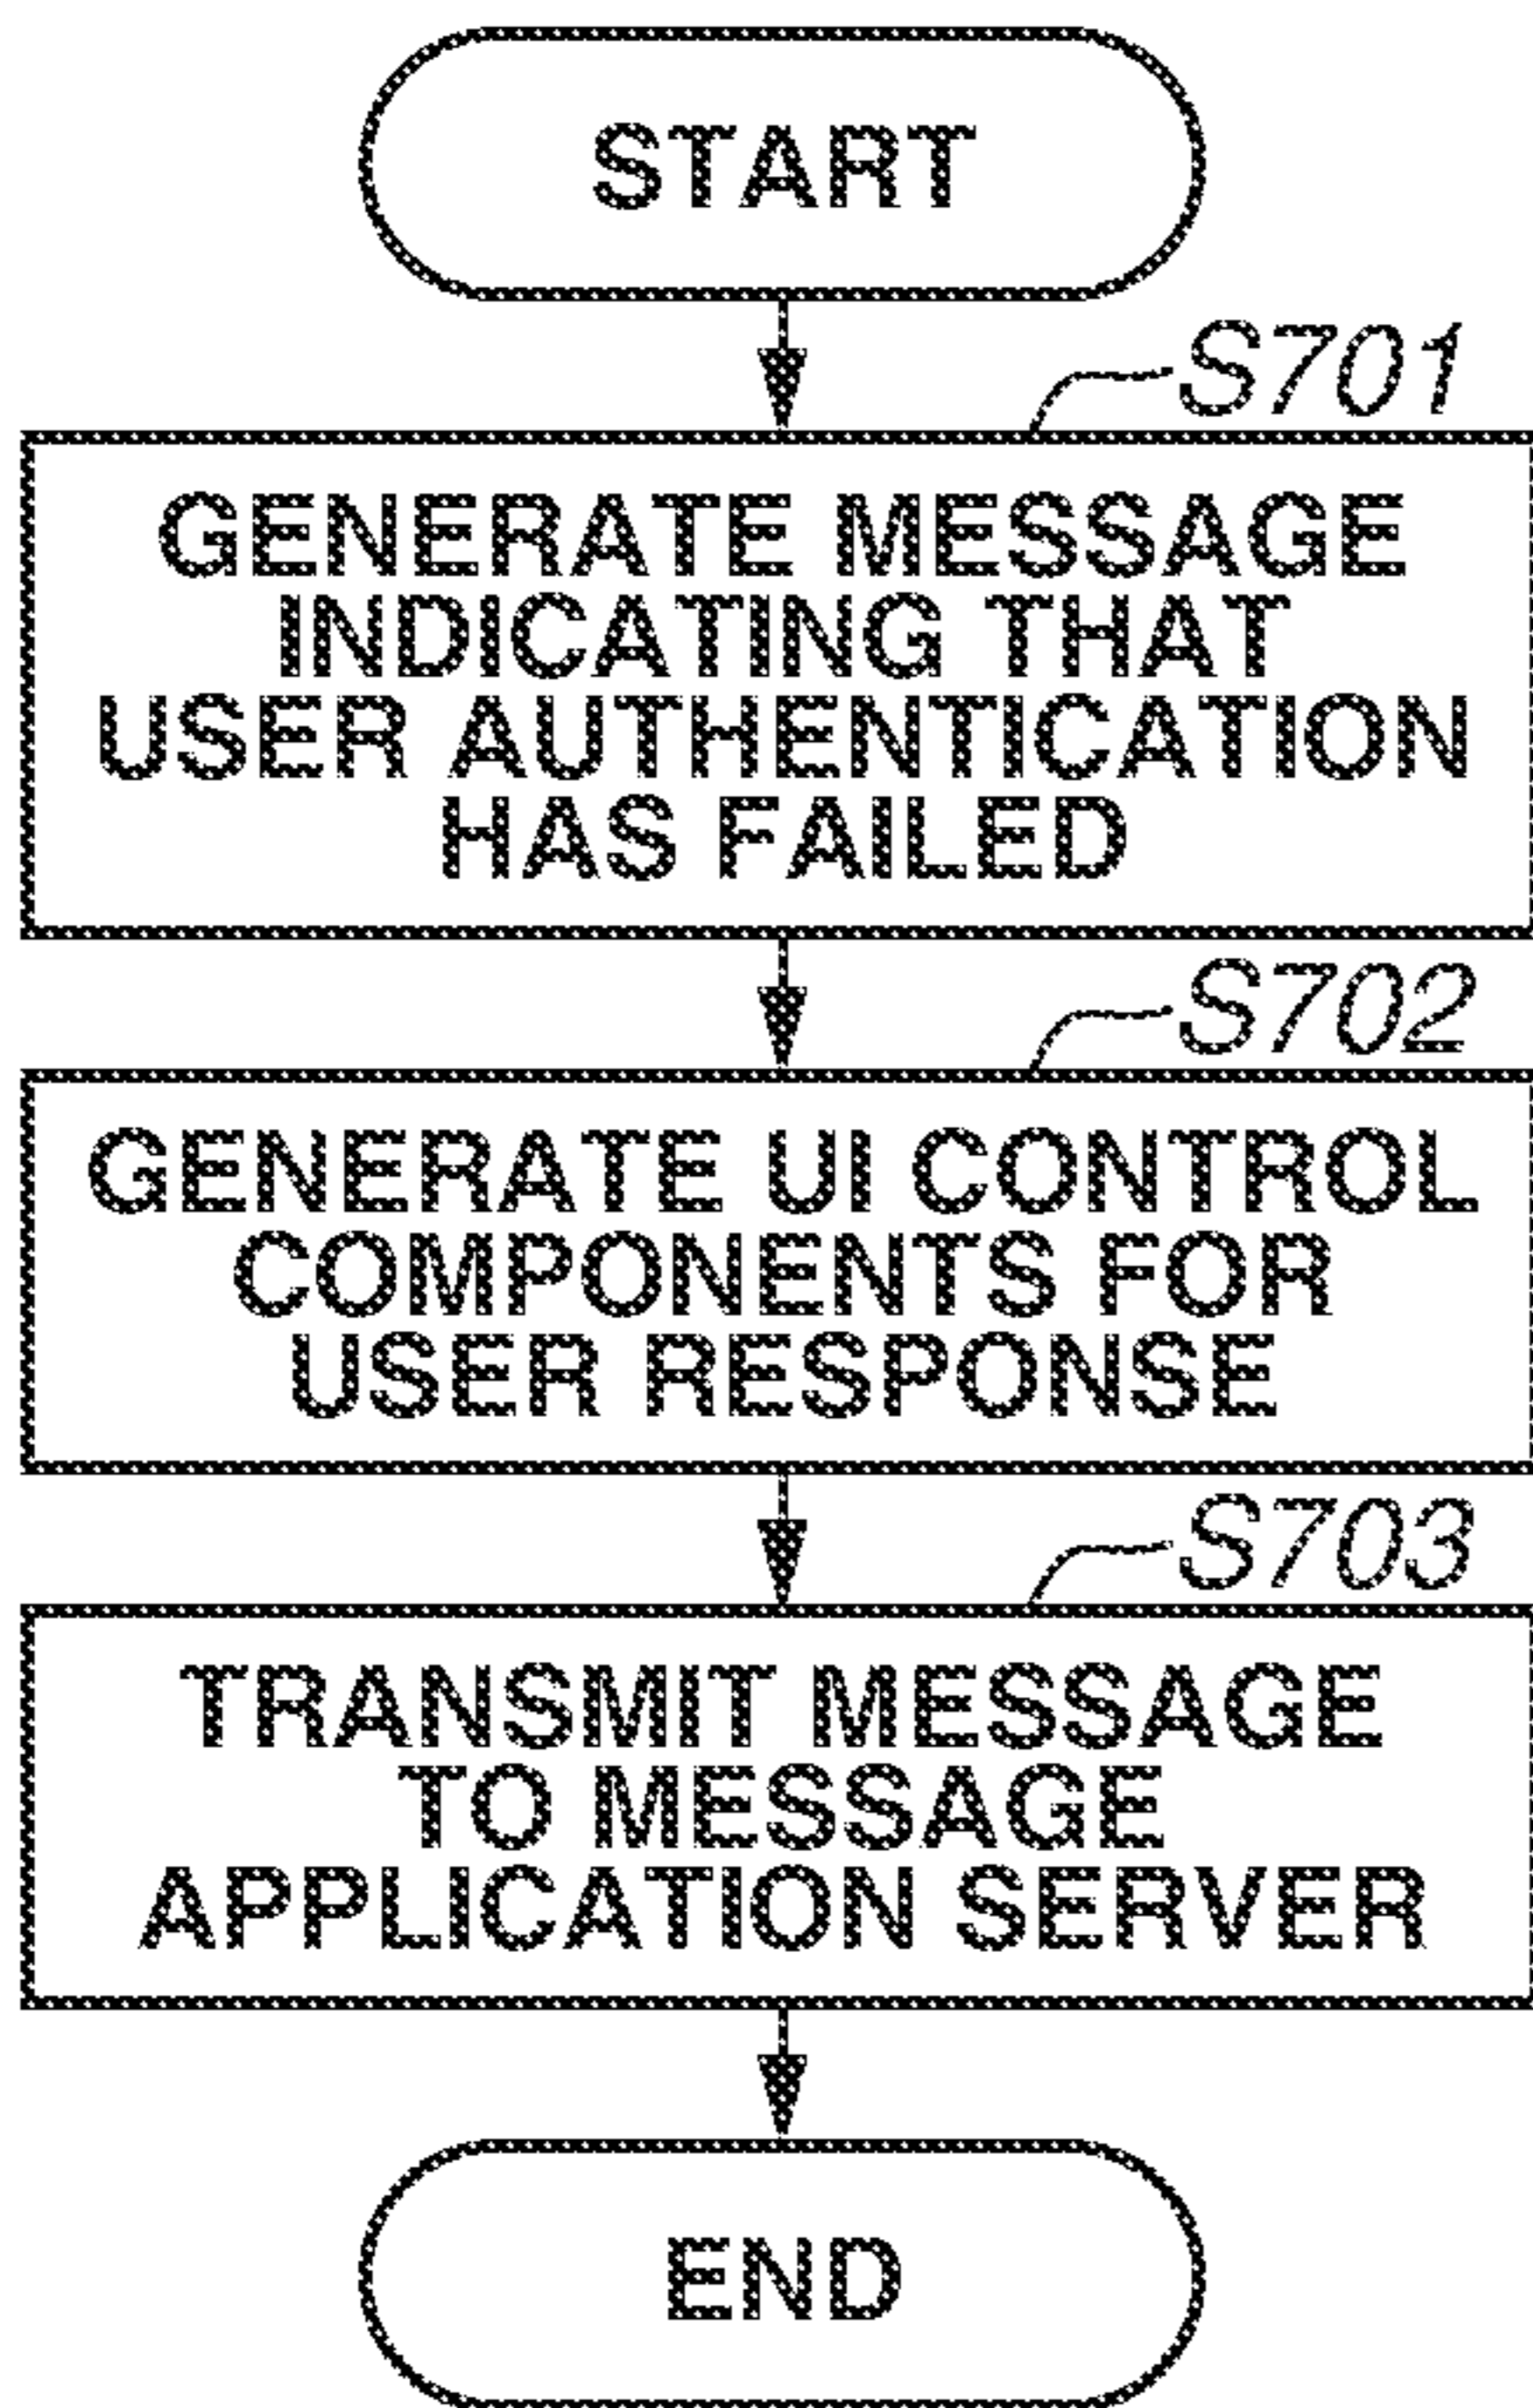 START
S701
GENERATE MESSAGE
INDICATING THAT
USER AUTHENTICATION
HAS FAILED
S702
GENERATE UI CONTROL
COMPONENTS FOR
USER RESPONSE
S703
TRANSMIT MESSAGE
TO MESSAGE
APPLICATION SERVER
END